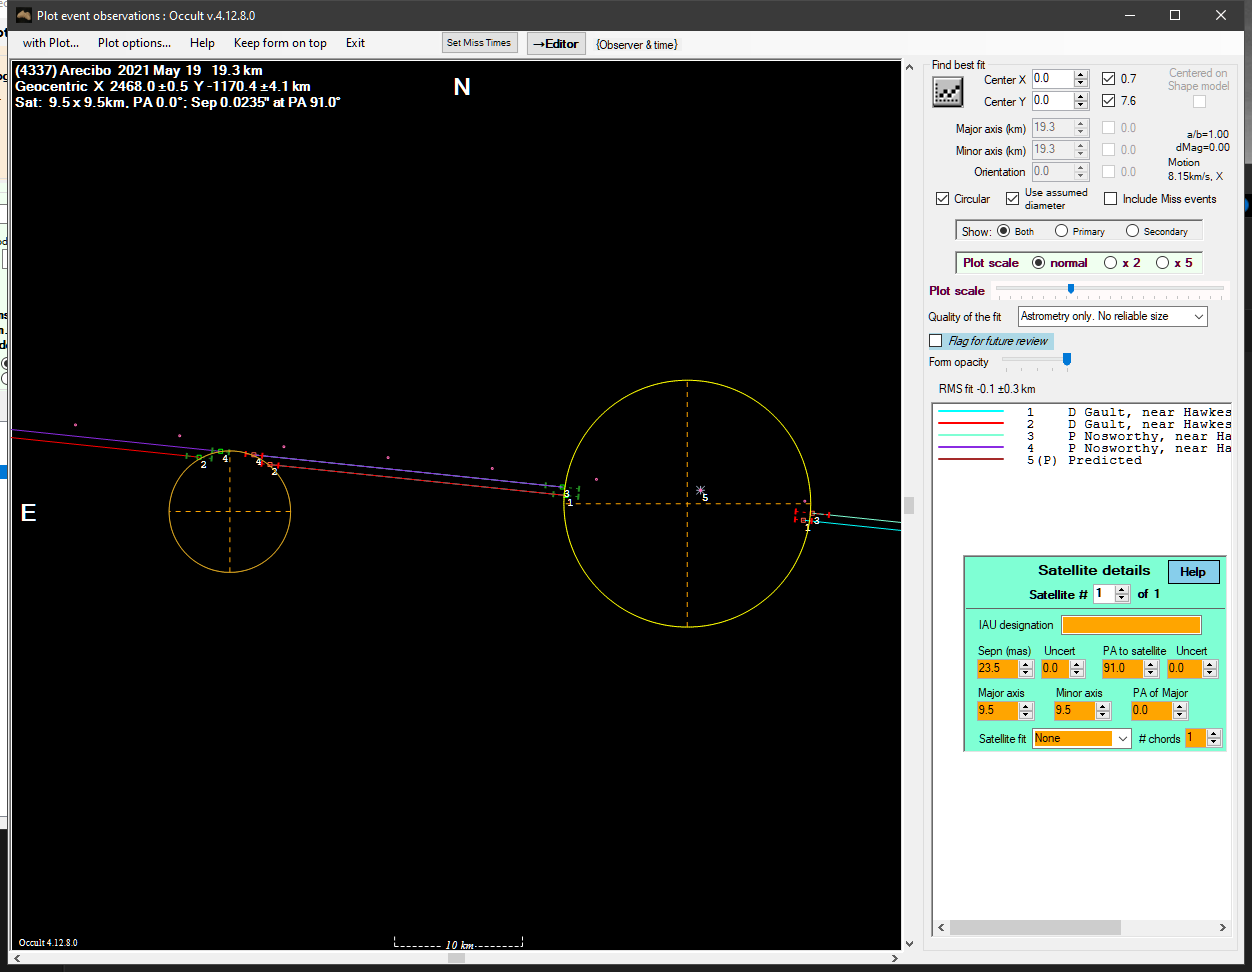 Plot event observations : Occult v.4.12.8.0
with Plot... Plot options... Help Keep form on top Exit Set Miss Times →Editor {Observer & time}
(4337) Arecibo 2021 May 19 19.3 km
Geocentric X 2468.0 ±0.5 Y -1170.4 ±4.1 km
Sat: 9.5 x 9.5km, PA 0.0°; Sep 0.0235" at PA 91.0°
N
E
2 4 4 2
3
1
5
1 3
10 km
Occult 4.12.8.0
Find best fit
Center X 0.0 0.7
Center Y 0.0 7.6
Centered on
Shape model
Major axis (km) 19.3 0.0
Minor axis (km) 19.3 0.0
Orientation 0.0 0.0
a/b=1.00
dMag=0.00
Motion
8.15km/s, X
Circular Use assumed diameter Include Miss events
Show: Both Primary Secondary
Plot scale normal x 2 x 5
Plot scale
Quality of the fit Astrometry only. No reliable size
Flag for future review
Form opacity
RMS fit -0.1 ±0.3 km
1 D Gault, near Hawkes
2 D Gault, near Hawkes
3 P Nosworthy, near Ha
4 P Nosworthy, near Ha
5(P) Predicted
Satellite details Help
Satellite # 1 of 1
IAU designation
Sepn (mas) Uncert PA to satellite Uncert
23.5 0.0 91.0 0.0
Major axis Minor axis PA of Major
9.5 9.5 0.0
Satellite fit None # chords 1